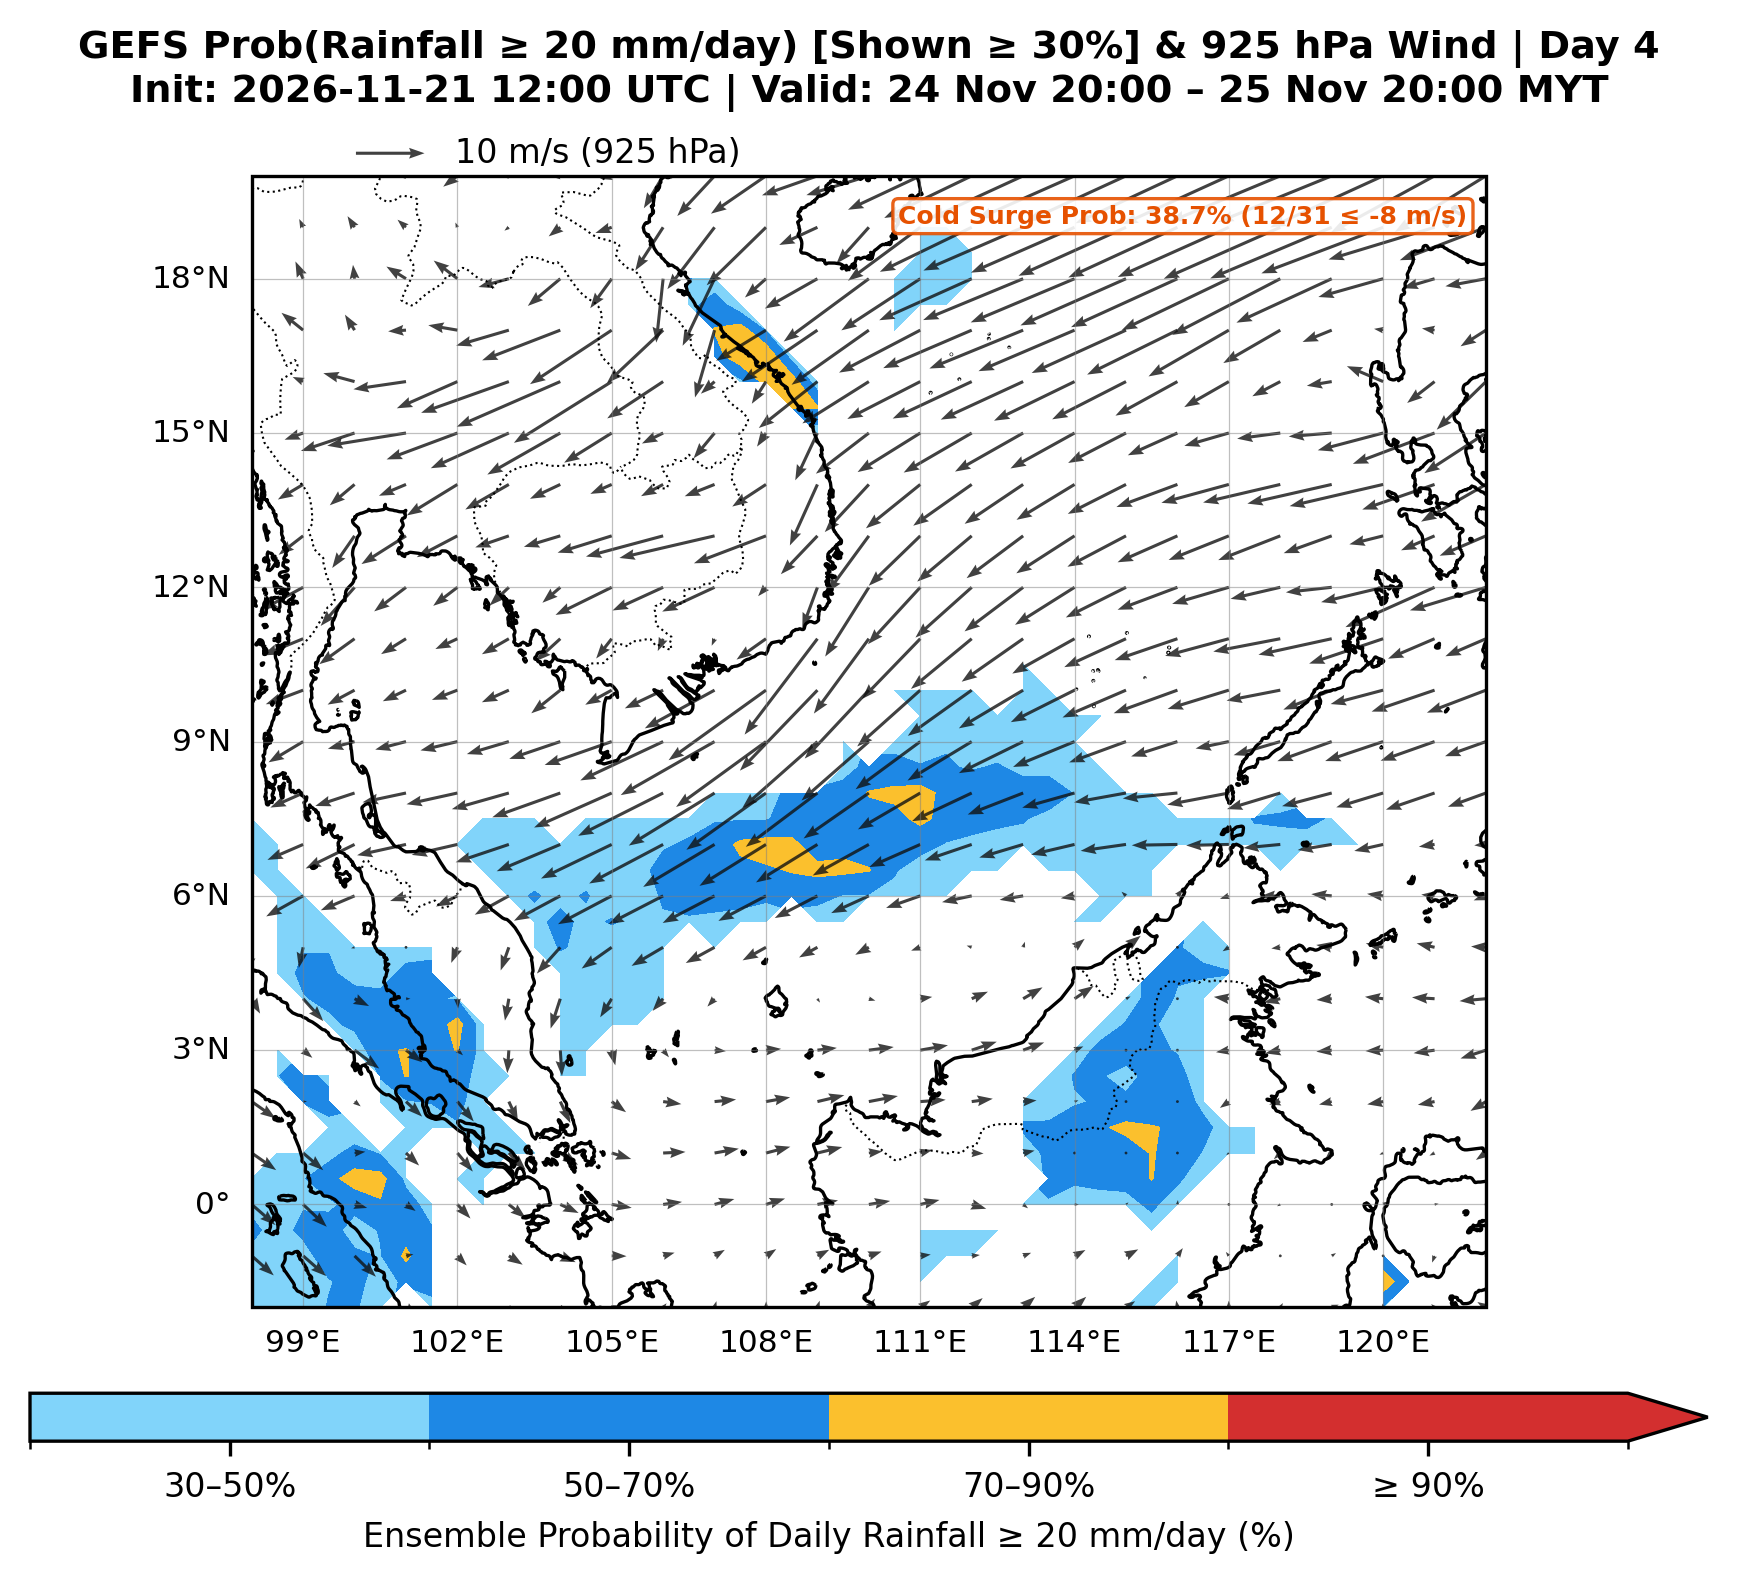 GEFS Prob(Rainfall ≥ 20 mm/day) [Shown ≥ 30%] & 925 hPa Wind | Day 4
Init: 2026-11-21 12:00 UTC | Valid: 24 Nov 20:00 – 25 Nov 20:00 MYT
10 m/s (925 hPa)
Cold Surge Prob: 38.7% (12/31 ≤ -8 m/s)
18°N
15°N
12°N
9°N
6°N
3°N
0°
99°E 102°E 105°E 108°E 111°E 114°E 117°E 120°E
30–50% 50–70% 70–90% ≥ 90%
Ensemble Probability of Daily Rainfall ≥ 20 mm/day (%)